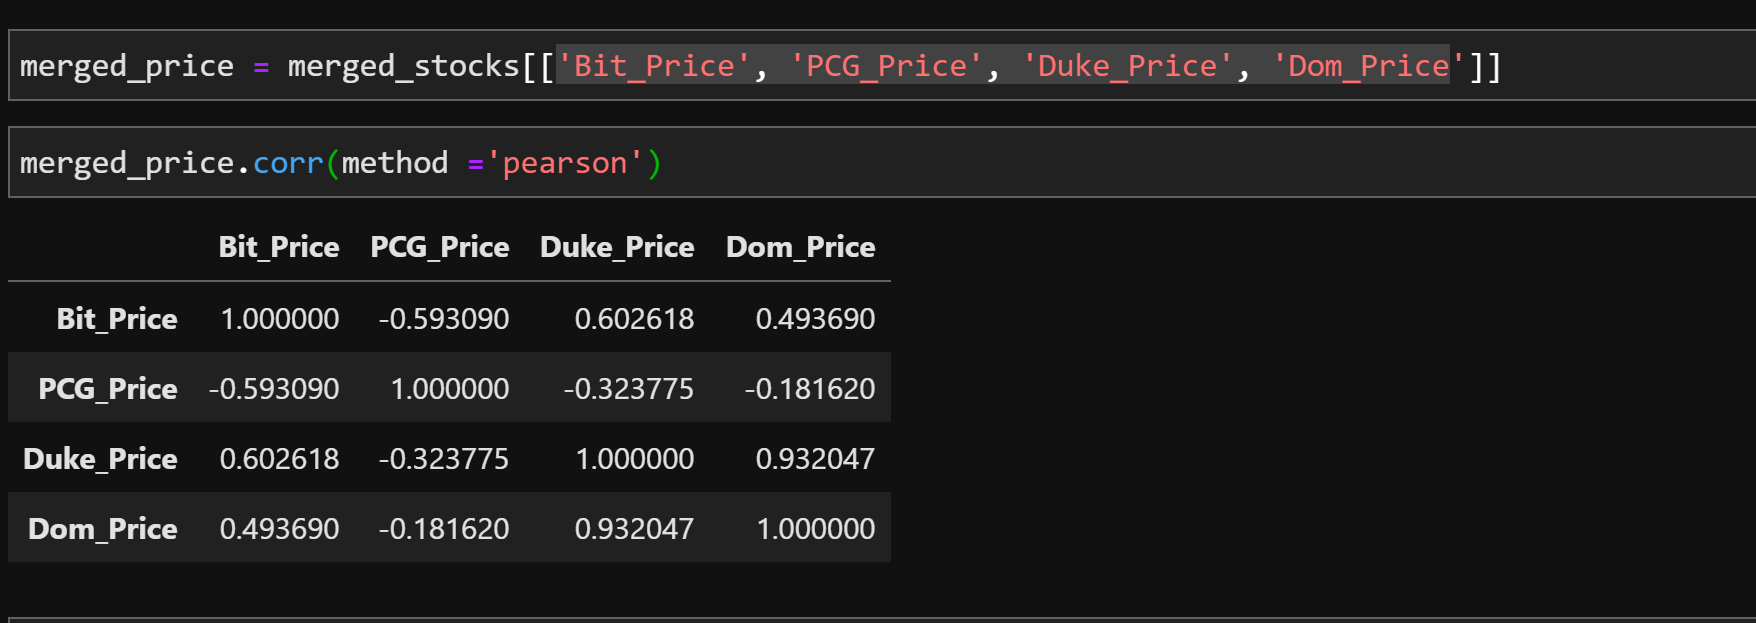 merged_price = merged_stocks[['Bit_Price', 'PCG_Price', 'Duke_Price', 'Dom_Price']]
merged_price.corr(method ='pearson')
Bit_Price PCG_Price Duke_Price Dom_Price
Bit_Price 1.000000 -0.593090 0.602618 0.493690
PCG_Price -0.593090 1.000000 -0.323775 -0.181620
Duke_Price 0.602618 -0.323775 1.000000 0.932047
Dom_Price 0.493690 -0.181620 0.932047 1.000000